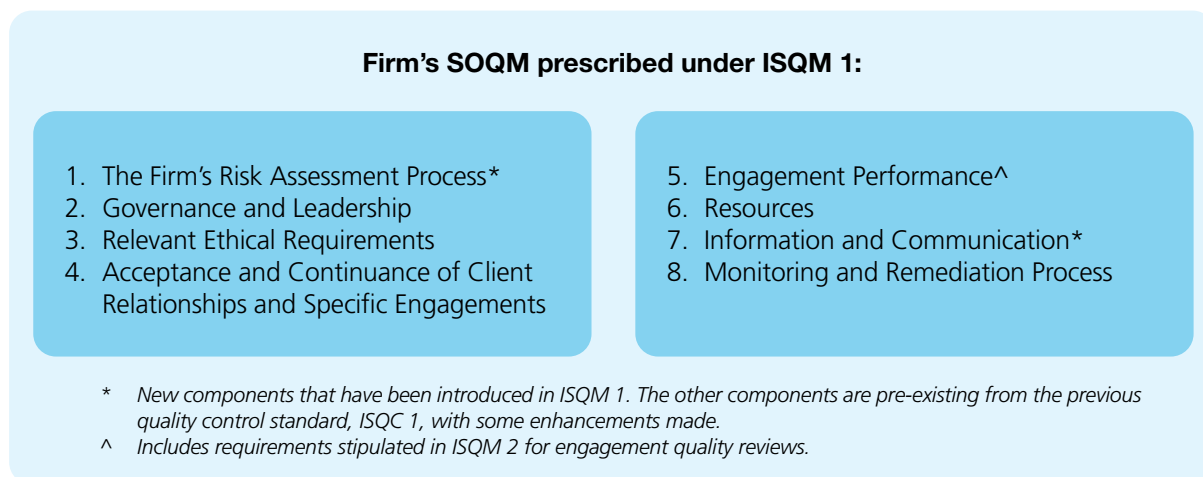 Firm’s SOQM prescribed under ISQM 1:
1. The Firm’s Risk Assessment Process*
2. Governance and Leadership
3. Relevant Ethical Requirements
4. Acceptance and Continuance of Client
Relationships and Specific Engagements
5. Engagement Performance^
6. Resources
7. Information and Communication*
8. Monitoring and Remediation Process
* New components that have been introduced in ISQM 1. The other components are pre-existing from the previous
quality control standard, ISQC 1, with some enhancements made.
^ Includes requirements stipulated in ISQM 2 for engagement quality reviews.